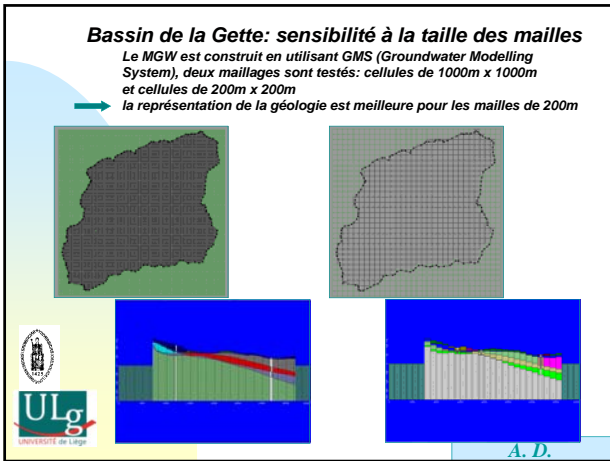 Bassin de la Gette: sensibilité à la taille des mailles
Le MGW est construit en utilisant GMS (Groundwater Modelling
System), deux maillages sont testés: cellules de 1000m x 1000m
et cellules de 200m x 200m
la représentation de la géologie est meilleure pour les mailles de 200m
1425
ULg
UNIVERSITÉ de Liège
A. D.